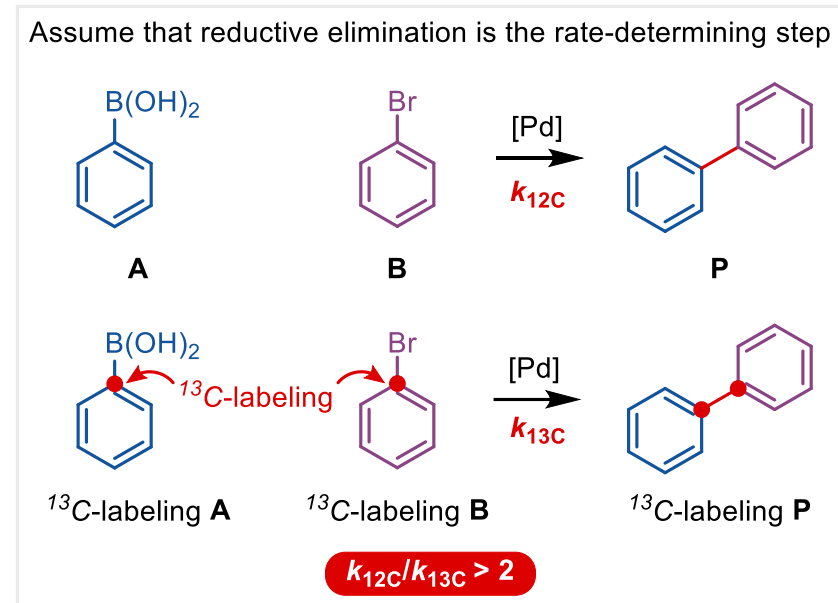 Assume that reductive elimination is the rate-determining step
B(OH)₂
Br
[Pd]
k₁₂C
A
B
P
B(OH)₂
Br
¹³C-labeling
[Pd]
k₁₃C
¹³C-labeling A
¹³C-labeling B
¹³C-labeling P
k₁₂C/k₁₃C > 2